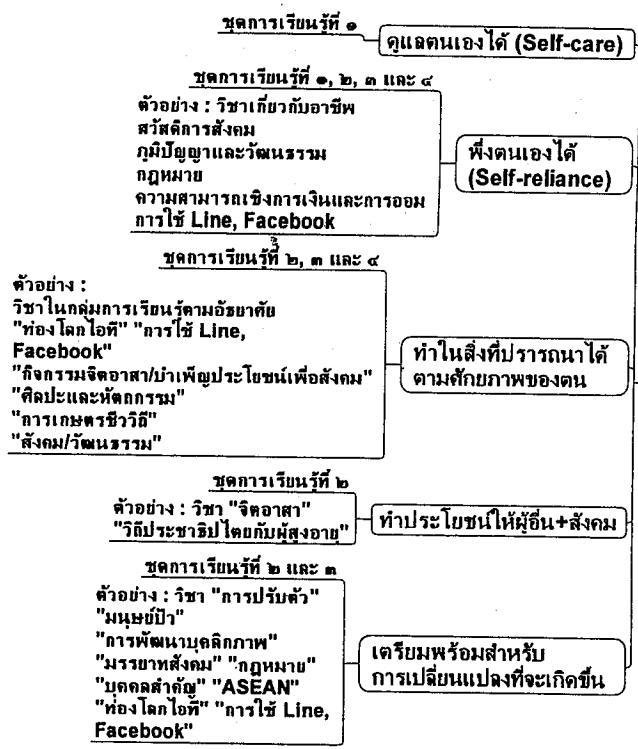 ชุดการเรียนรู้ที่ ๑
ดูแลตนเองได้ (Self-care)
ชุดการเรียนรู้ที่ ๑, ๒, ๓ และ ๔
ตัวอย่าง : วิชาเกี่ยวกับอาชีพ
สวัสดิการสังคม
ภูมิปัญญาและวัฒนธรรม
กฎหมาย
ความสามารถเชิงการเงินและการออม
การใช้ Line, Facebook
พึ่งตนเองได้
(Self-reliance)
ชุดการเรียนรู้ที่ ๒, ๓ และ ๔
ตัวอย่าง :
วิชาในกลุ่มการเรียนรู้ตามอัธยาศัย
"ท่องโลกไอที" "การใช้ Line,
Facebook"
"กิจกรรมจิตอาสา/บำเพ็ญประโยชน์เพื่อสังคม"
"ศิลปะและหัตถกรรม"
"การเกษตรชีววิถี"
"สังคม/วัฒนธรรม"
ทำในสิ่งที่ปรารถนาได้
ตามศักยภาพของตน
ชุดการเรียนรู้ที่ ๒
ตัวอย่าง : วิชา "จิตอาสา"
"วิถีประชาธิปไตยกับผู้สูงอายุ"
ทำประโยชน์ให้ผู้อื่น+สังคม
ชุดการเรียนรู้ที่ ๒ และ ๓
ตัวอย่าง : วิชา "การปรับตัว"
"มนุษย์ป้า"
"การพัฒนาบุคลิกภาพ"
"มรรยาทสังคม" "กฎหมาย"
"บุคคลสำคัญ" "ASEAN"
"ท่องโลกไอที" "การใช้ Line,
Facebook"
เตรียมพร้อมสำหรับ
การเปลี่ยนแปลงที่จะเกิดขึ้น